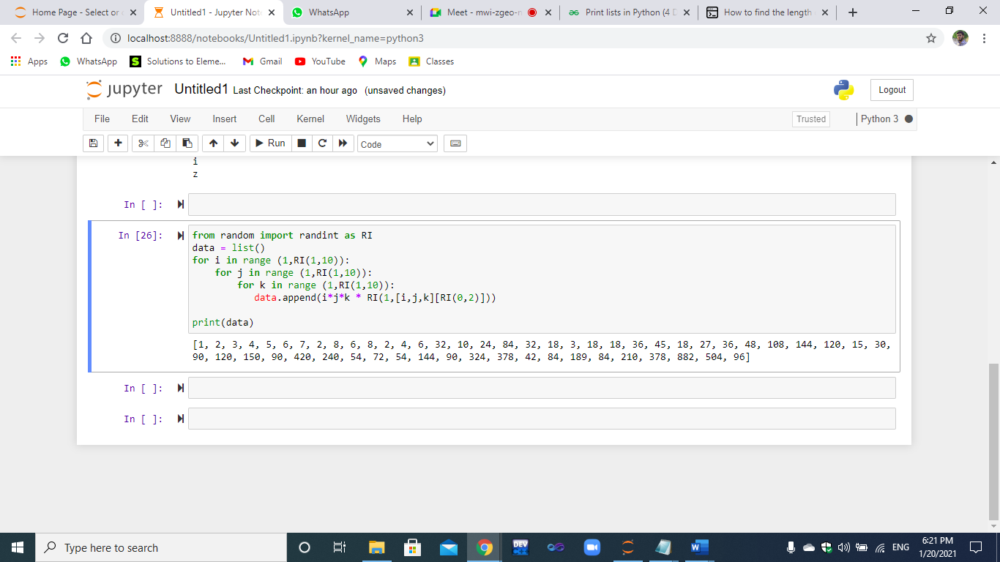 Home Page - Select or
Untitled1 - Jupyter Not
WhatsApp
Meet - mwi-zgeo-
Print lists in Python (4
How to find the length
localhost:8888/notebooks/Untitled1.ipynb?kernel_name=python3
Apps
WhatsApp
S
Solutions to Eleme...
Gmail
YouTube
Maps
Classes
jupyter
Untitled1 Last Checkpoint: an hour ago (unsaved changes)
Logout
File Edit View Insert Cell Kernel Widgets Help
Trusted
Python 3
Run
Code
i
z
In [ ]:
In [26]:
from random import randint as RI
data = list()
for i in range (1,RI(1,10)):
    for j in range (1,RI(1,10)):
        for k in range (1,RI(1,10)):
           data.append(i*j*k * RI(1,[i,j,k][RI(0,2)]))
print(data)
[1, 2, 3, 4, 5, 6, 7, 2, 8, 6, 8, 2, 4, 6, 32, 10, 24, 84, 32, 18, 3, 18, 18, 36, 45, 18, 27, 36, 48, 108, 144, 120, 15, 30,
90, 120, 150, 90, 420, 240, 54, 72, 54, 144, 90, 324, 378, 42, 84, 189, 84, 210, 378, 882, 504, 96]
In [ ]:
In [ ]:
Type here to search
DEV
W
ENG
6:21 PM
1/20/2021